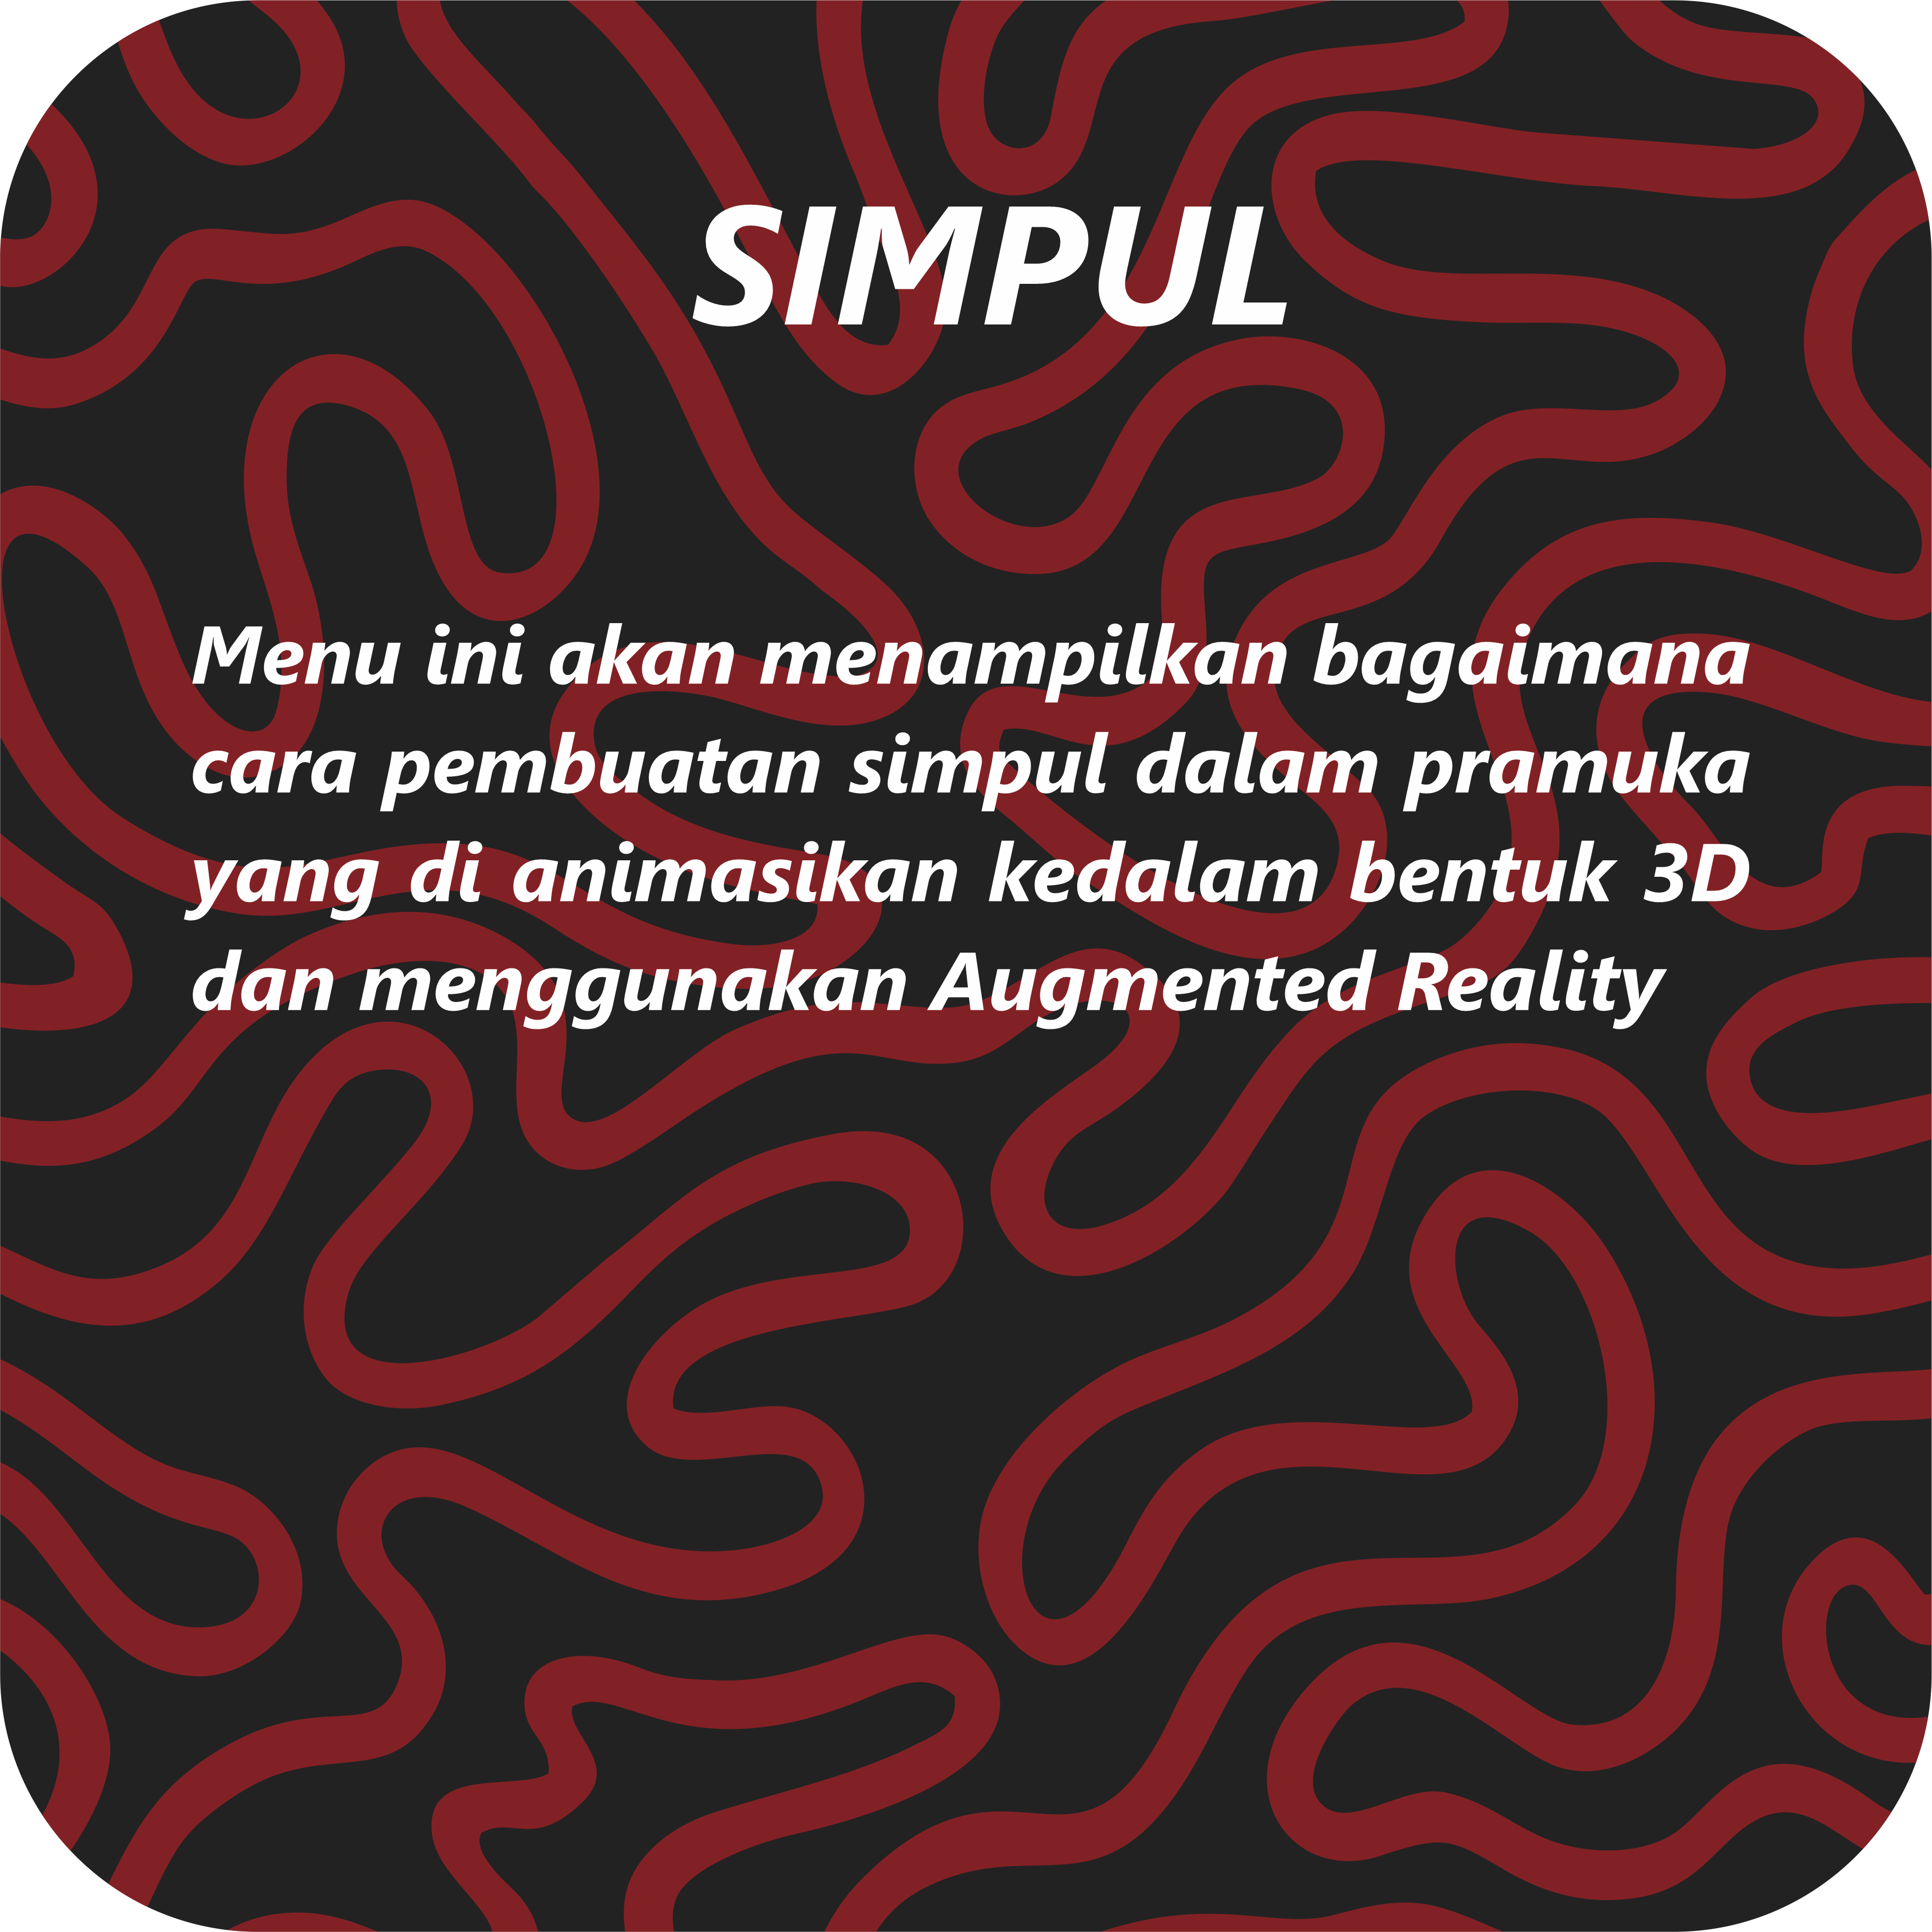 SIMPUL
Menu ini akan menampilkan bagaimana
cara pembuatan simpul dalam pramuka
yang di animasikan kedalam bentuk 3D
dan menggunakan Augmented Reality